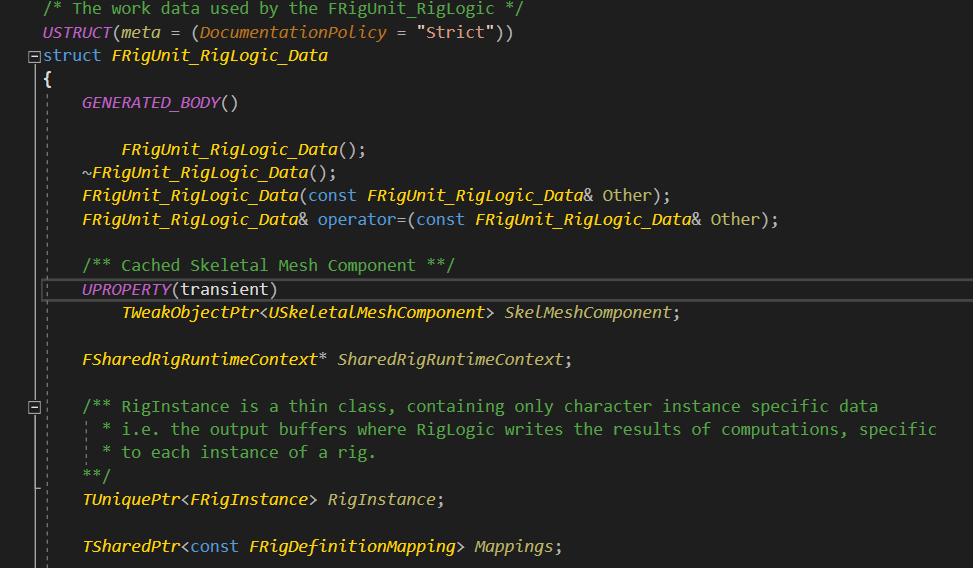 /* The work data used by the FRigUnit_RigLogic */
USTRUCT(meta = (DocumentationPolicy = "Strict"))
struct FRigUnit_RigLogic_Data
{
GENERATED_BODY()
FRigUnit_RigLogic_Data();
~FRigUnit_RigLogic_Data();
FRigUnit_RigLogic_Data(const FRigUnit_RigLogic_Data& Other);
FRigUnit_RigLogic_Data& operator=(const FRigUnit_RigLogic_Data& Other);
/** Cached Skeletal Mesh Component **/
UPROPERTY(transient)
TWeakObjectPtr<USkeletalMeshComponent> SkelMeshComponent;
FSharedRigRuntimeContext* SharedRigRuntimeContext;
/** RigInstance is a thin class, containing only character instance specific data
* i.e. the output buffers where RigLogic writes the results of computations, specific
* to each instance of a rig.
**/
TUniquePtr<FRigInstance> RigInstance;
TSharedPtr<const FRigDefinitionMapping> Mappings;